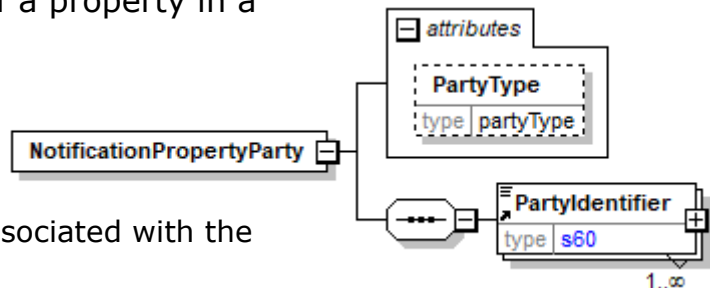 r a property in a
attributes
PartyType
type partyType
NotificationPropertyParty
PartyIdentifier
type s60
sociated with the
1..∞